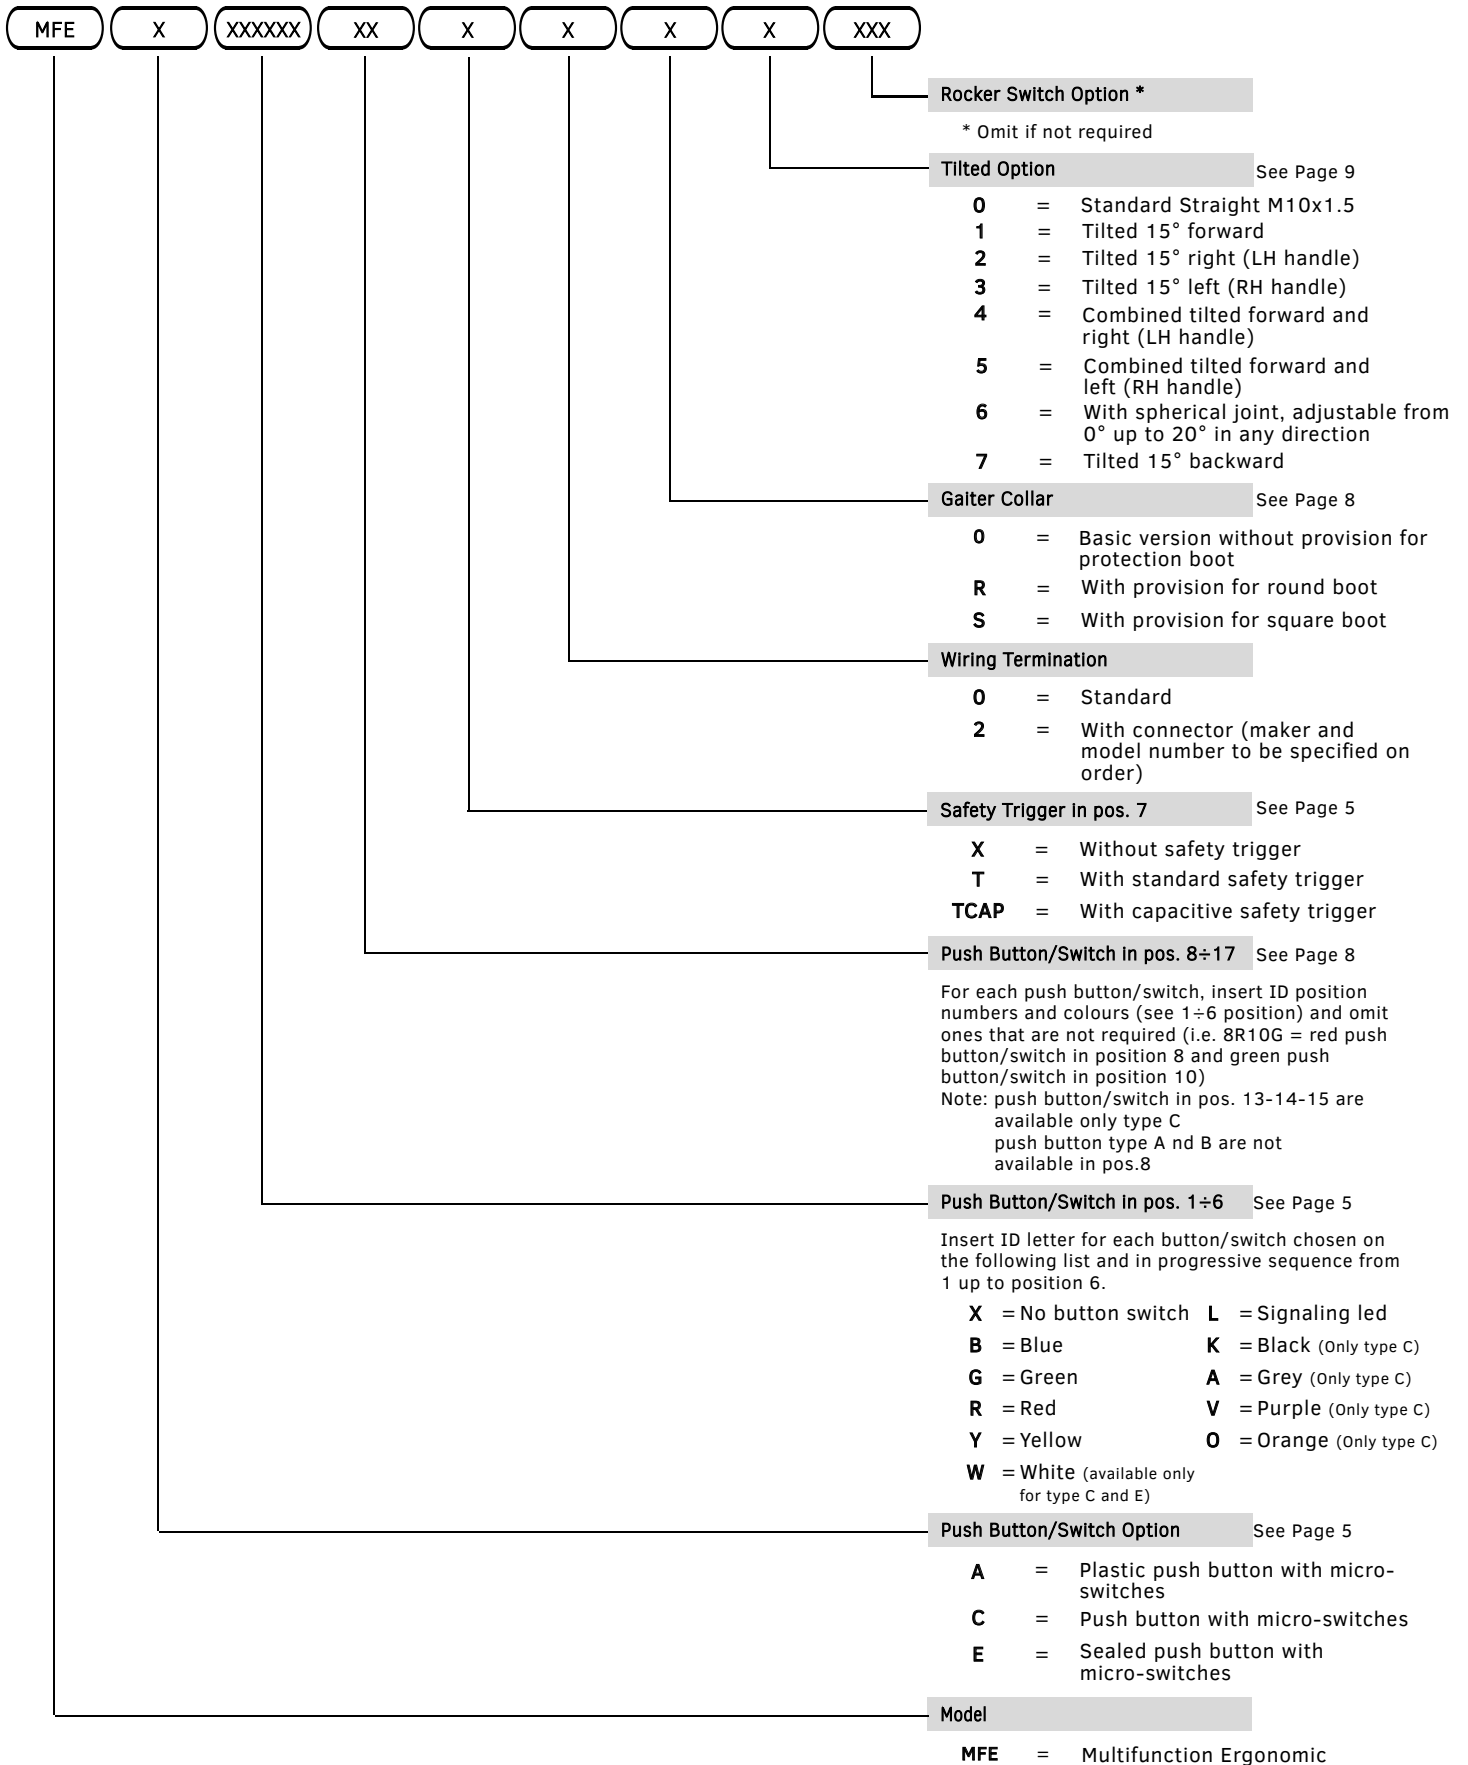 MFE X XXXXXX XX X X X X XXX
Rocker Switch Option *
* Omit if not required
Tilted Option See Page 9
0 = Standard Straight M10x1.5
1 = Tilted 15° forward
2 = Tilted 15° right (LH handle)
3 = Tilted 15° left (RH handle)
4 = Combined tilted forward and
right (LH handle)
5 = Combined tilted forward and
left (RH handle)
6 = With spherical joint, adjustable from
0° up to 20° in any direction
7 = Tilted 15° backward
Gaiter Collar See Page 8
0 = Basic version without provision for
protection boot
R = With provision for round boot
S = With provision for square boot
Wiring Termination
0 = Standard
2 = With connector (maker and
model number to be specified on
order)
Safety Trigger in pos. 7 See Page 5
X = Without safety trigger
T = With standard safety trigger
TCAP = With capacitive safety trigger
Push Button/Switch in pos. 8÷17 See Page 8
For each push button/switch, insert ID position
numbers and colours (see 1÷6 position) and omit
ones that are not required (i.e. 8R10G = red push
button/switch in position 8 and green push
button/switch in position 10)
Note: push button/switch in pos. 13-14-15 are
available only type C
push button type A nd B are not
available in pos.8
Push Button/Switch in pos. 1÷6 See Page 5
Insert ID letter for each button/switch chosen on
the following list and in progressive sequence from
1 up to position 6.
X = No button switch L = Signaling led
B = Blue K = Black (Only type C)
G = Green A = Grey (Only type C)
R = Red V = Purple (Only type C)
Y = Yellow O = Orange (Only type C)
W = White (available only
for type C and E)
Push Button/Switch Option See Page 5
A = Plastic push button with micro-
switches
C = Push button with micro-switches
E = Sealed push button with
micro-switches
Model
MFE = Multifunction Ergonomic